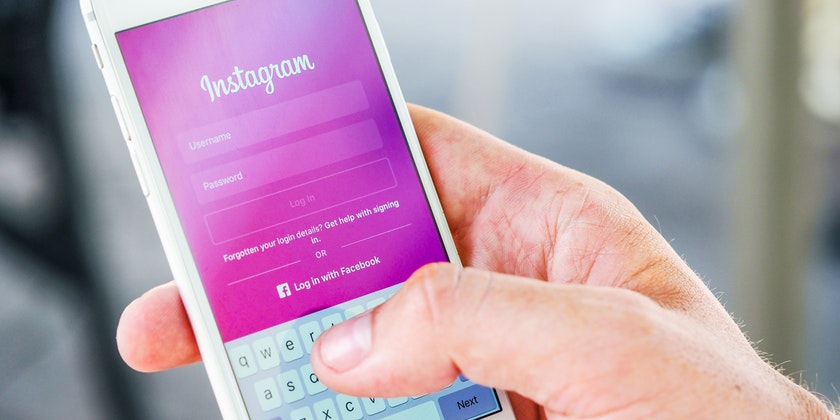 Instagram
Username
Password
Log In
Forgotten your login details? Get help with signing
in.
OR
f Log in with Facebook
q w e r t
a s d
z x c v b
Next